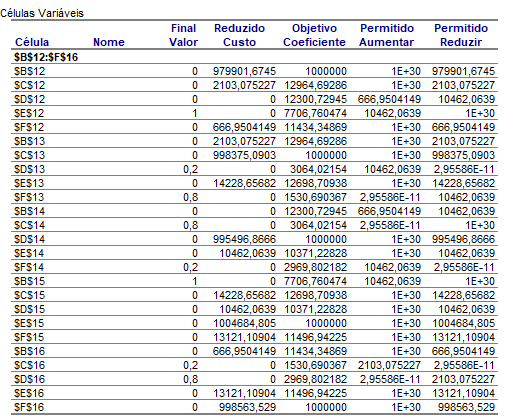 Células Variáveis
Final Reduzido Objetivo Permitido Permitido
Célula Nome Valor Custo Coeficiente Aumentar Reduzir
$B$12:$F$16
$B$12 0 979901,6745 1000000 1E+30 979901,6745
$C$12 0 2103,075227 12964,69286 1E+30 2103,075227
$D$12 0 0 12300,72945 666,9504149 10462,0639
$E$12 1 0 7706,760474 10462,0639 1E+30
$F$12 0 666,9504149 11434,34869 1E+30 666,9504149
$B$13 0 2103,075227 12964,69286 1E+30 2103,075227
$C$13 0 998375,0903 1000000 1E+30 998375,0903
$D$13 0,2 0 3064,02154 10462,0639 2,95586E-11
$E$13 0 14228,65682 12698,70938 1E+30 14228,65682
$F$13 0,8 0 1530,690367 2,95586E-11 10462,0639
$B$14 0 0 12300,72945 666,9504149 10462,0639
$C$14 0,8 0 3064,02154 2,95586E-11 1E+30
$D$14 0 995496,8666 1000000 1E+30 995496,8666
$E$14 0 10462,0639 10371,22828 1E+30 10462,0639
$F$14 0,2 0 2969,802182 10462,0639 2,95586E-11
$B$15 1 0 7706,760474 10462,0639 1E+30
$C$15 0 14228,65682 12698,70938 1E+30 14228,65682
$D$15 0 10462,0639 10371,22828 1E+30 10462,0639
$E$15 0 1004684,805 1000000 1E+30 1004684,805
$F$15 0 13121,10904 11496,94225 1E+30 13121,10904
$B$16 0 666,9504149 11434,34869 1E+30 666,9504149
$C$16 0,2 0 1530,690367 2103,075227 2,95586E-11
$D$16 0,8 0 2969,802182 2,95586E-11 2103,075227
$E$16 0 13121,10904 11496,94225 1E+30 13121,10904
$F$16 0 998563,529 1000000 1E+30 998563,529